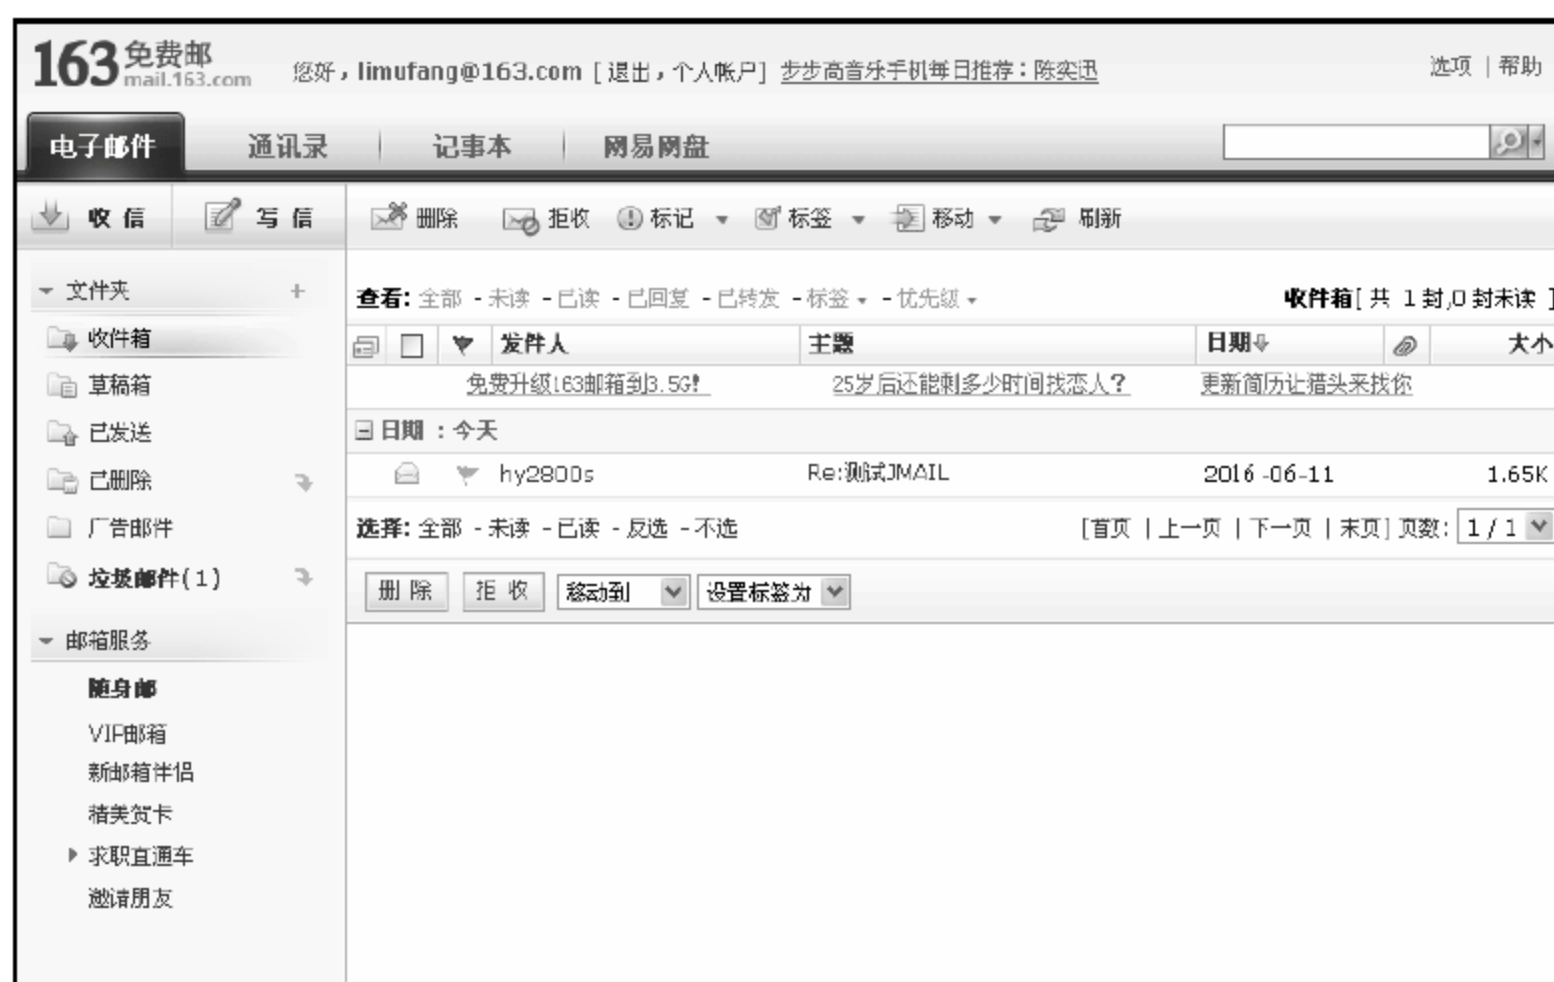 163 免费邮
mail.163.com
您好，limufang@163.com [退出，个人帐户] 步步高音乐手机每日推荐：陈奕迅
选项 | 帮助
电子邮件 通讯录 记事本 网易网盘
收信 写信 删除 拒收 标记 标签 移动 刷新
文件夹 +
收件箱
草稿箱
已发送
已删除
广告邮件
垃圾邮件(1)
邮箱服务
随身邮
VIP邮箱
新邮箱伴侣
精美贺卡
求职直通车
邀请朋友
查看: 全部 -未读 -已读 -已回复 -已转发 -标签 -优先级
收件箱[ 共 1 封,0 封未读 ]
发件人 主题 日期 大小
免费升级163邮箱到3.5G! 25岁后还能剩多少时间找恋人? 更新简历让猎头来找你
日期 : 今天
hy2800s Re:测试JMAIL 2016 -06-11 1.65K
选择: 全部 -未读 -已读 -反选 -不选 [首页 | 上一页 | 下一页 | 末页] 页数: 1 / 1
删 除 拒 收 移动到 设置标签为